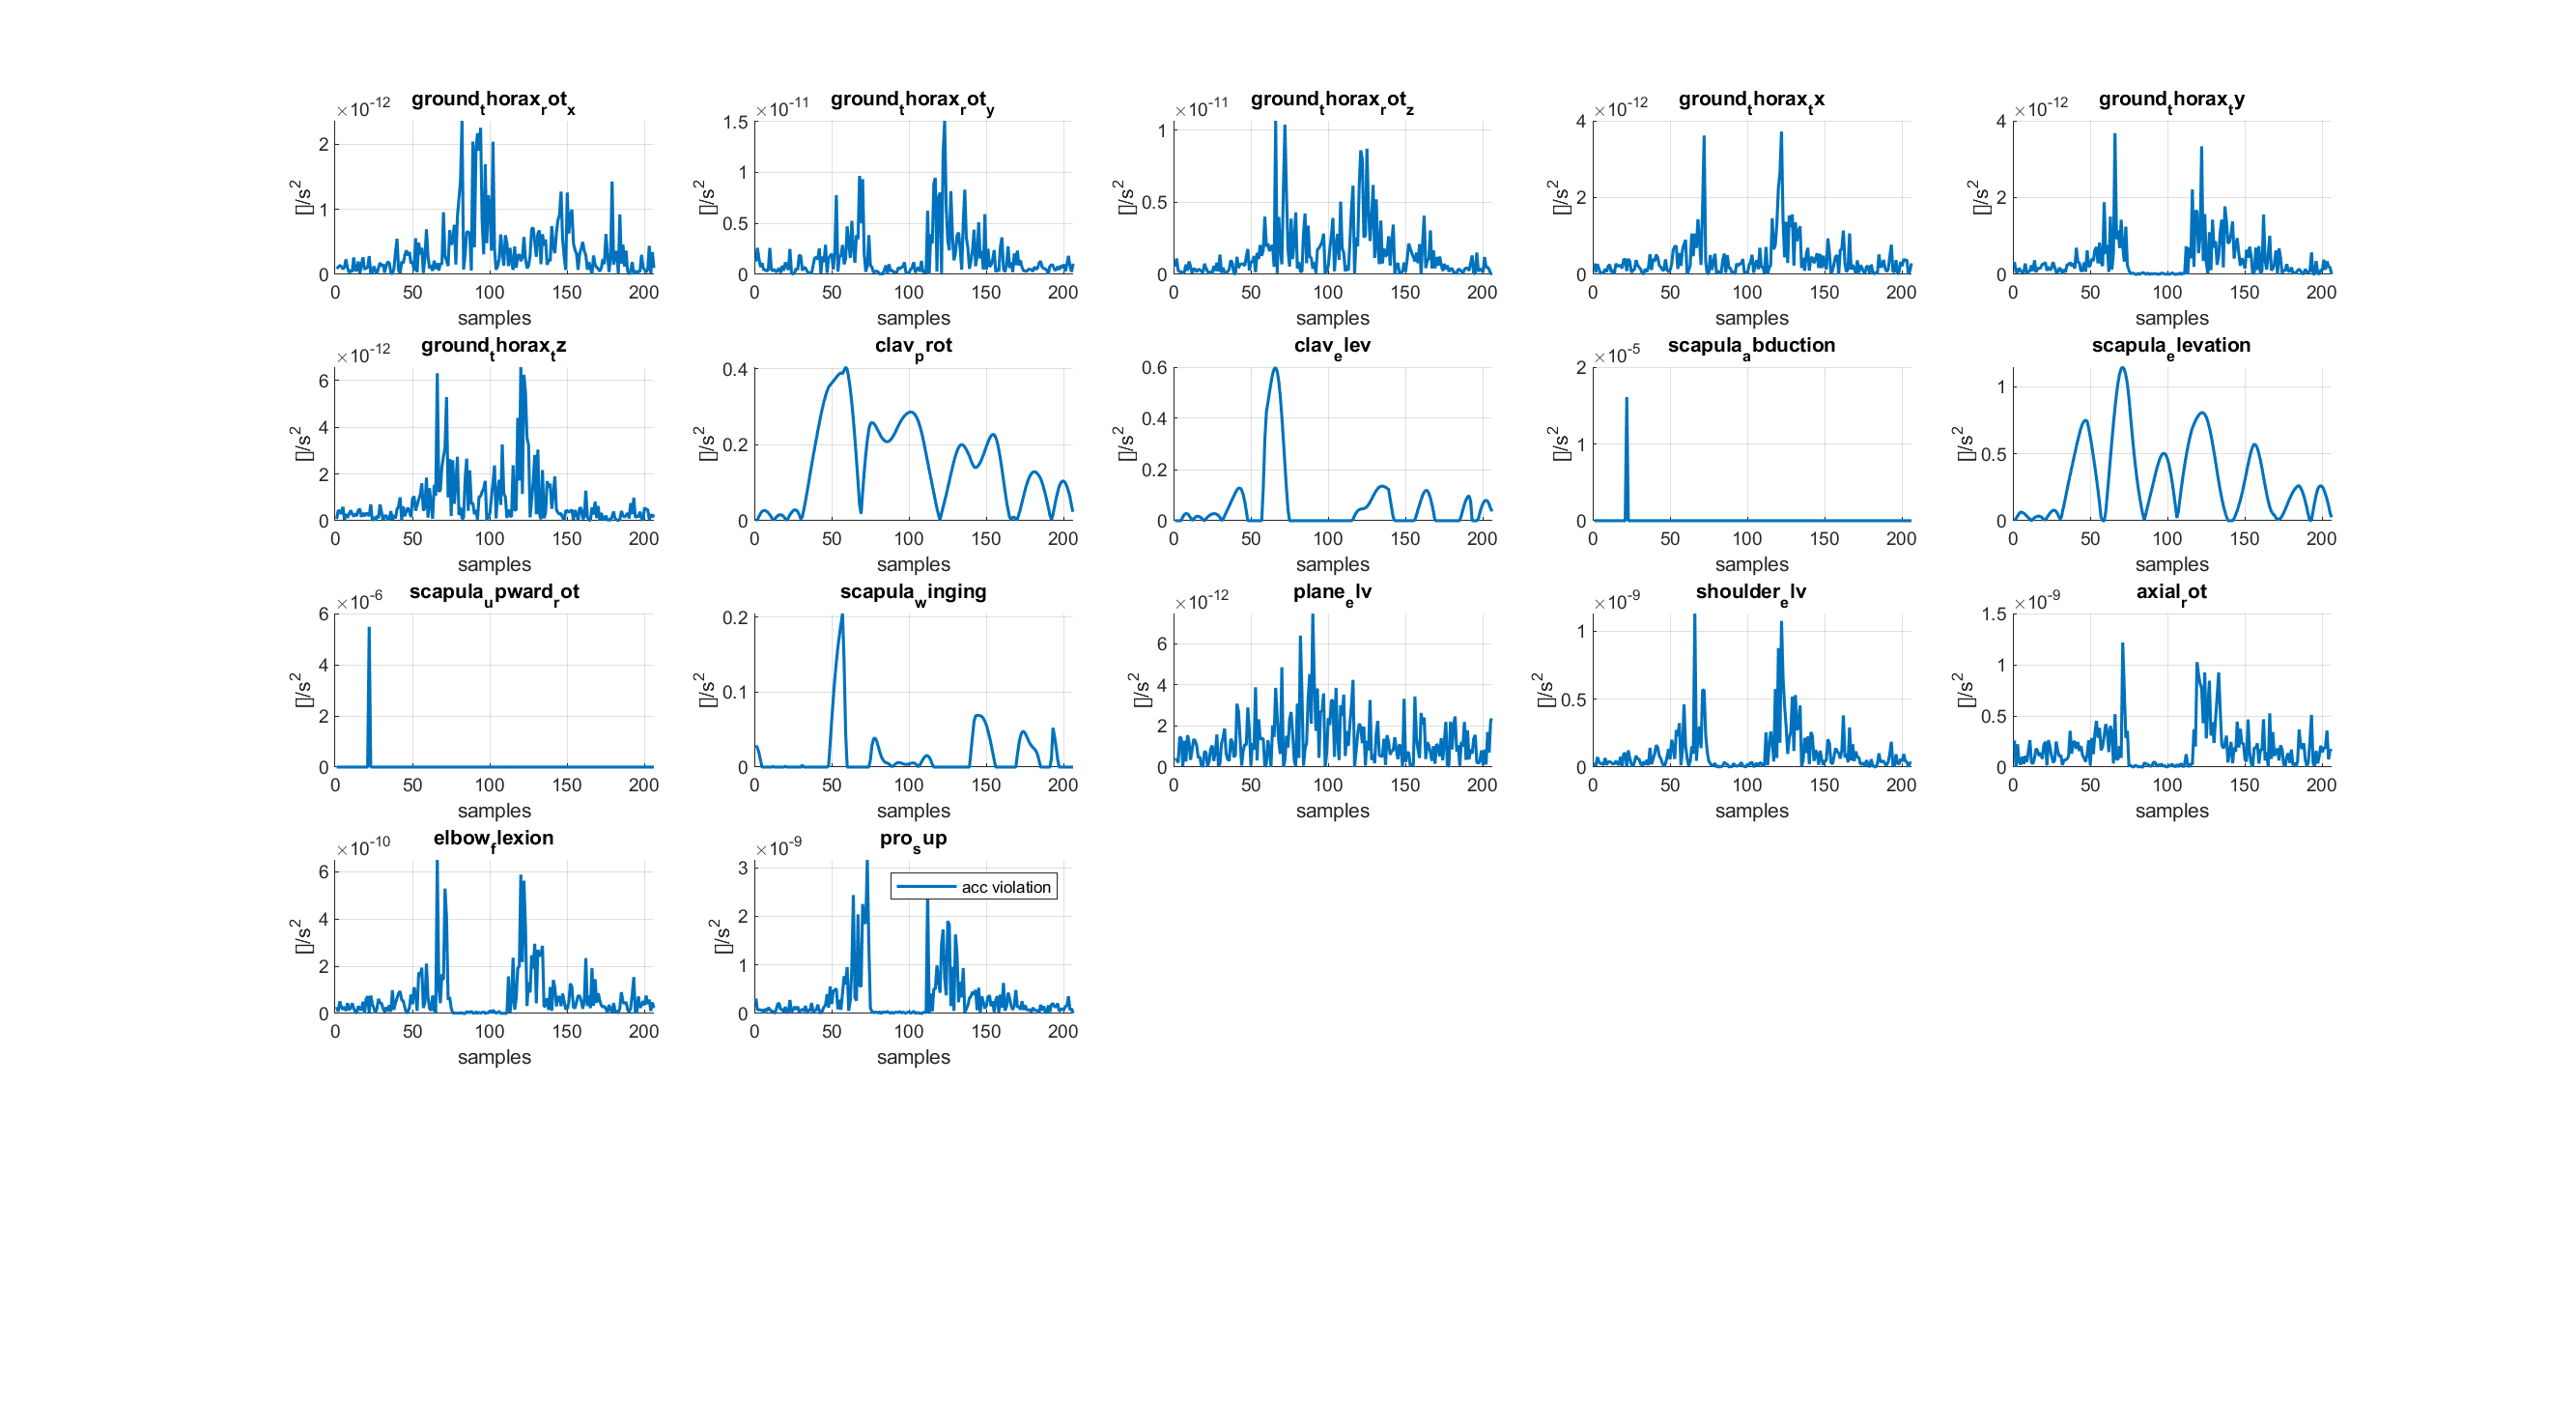 ground_thorax_rot_x
ground_thorax_rot_y
ground_thorax_rot_z
ground_thorax_tx
ground_thorax_ty
×10^-12
×10^-11
×10^-11
×10^-12
×10^-12
[]/s^2
2
1
0
0 50 100 150 200
samples
[]/s^2
1.5
1
0.5
0
0 50 100 150 200
samples
[]/s^2
1
0.5
0
0 50 100 150 200
samples
[]/s^2
4
2
0
0 50 100 150 200
samples
[]/s^2
4
2
0
0 50 100 150 200
samples
ground_thorax_tz
clav_prot
clav_elev
scapula_abduction
scapula_elevation
×10^-12
×10^-5
[]/s^2
6
4
2
0
0 50 100 150 200
samples
[]/s^2
0.4
0.2
0
0 50 100 150 200
samples
[]/s^2
0.6
0.4
0.2
0
0 50 100 150 200
samples
[]/s^2
2
1
0
0 50 100 150 200
samples
[]/s^2
1
0.5
0
0 50 100 150 200
samples
scapula_upward_rot
scapula_winging
plane_elv
shoulder_elv
axial_rot
×10^-6
×10^-12
×10^-9
×10^-9
[]/s^2
6
4
2
0
0 50 100 150 200
samples
[]/s^2
0.2
0.1
0
0 50 100 150 200
samples
[]/s^2
6
4
2
0
0 50 100 150 200
samples
[]/s^2
1
0.5
0
0 50 100 150 200
samples
[]/s^2
1.5
1
0.5
0
0 50 100 150 200
samples
elbow_flexion
pro_sup
×10^-10
×10^-9
[]/s^2
6
4
2
0
0 50 100 150 200
samples
[]/s^2
3
2
1
0
acc violation
0 50 100 150 200
samples